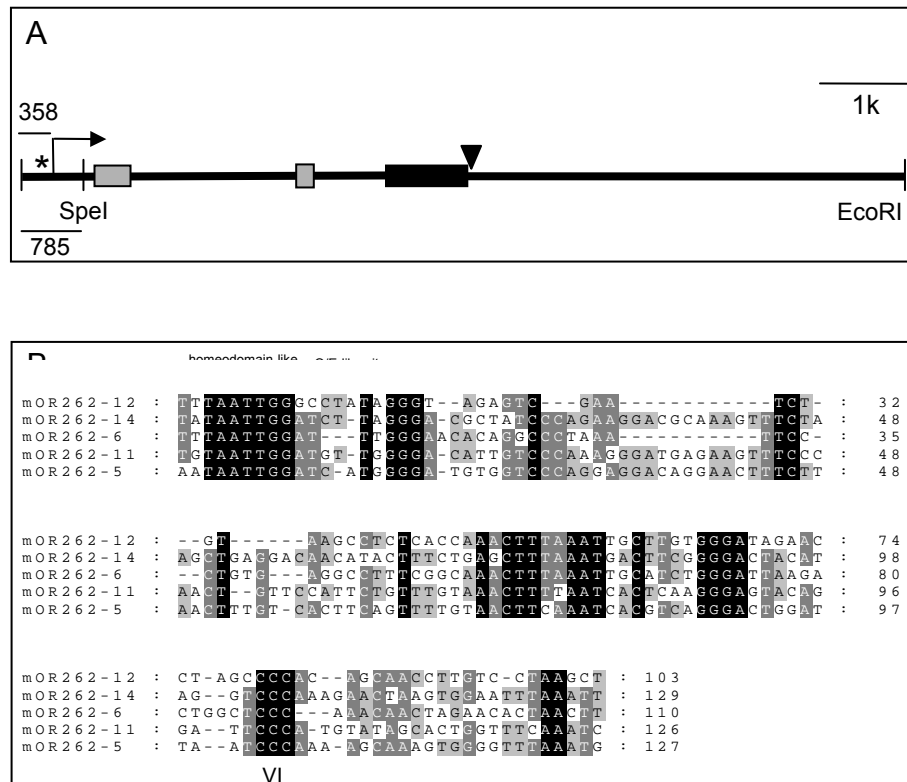 A
358
1k
*
SpeI
EcoRI
785
mOR262-12 : TTTAATTGGGCCTATAGGGT--AGAGTC---GAA------------TCT- : 32
mOR262-14 : TATAATTGGATCT-TAGGGA-CGCTATCCCAGAAGGACGCAAAGTTTCTA : 48
mOR262-6 : TTTAATTGGAT---TTGGGAACACAGGCCCTAAA-----------TTCC- : 35
mOR262-11 : TGTAATTGGATGT-TGGGGA-CATTGTCCCAAAGGGATGAGAAGTTTCCC : 48
mOR262-5 : AATAATTGGATC-ATGGGGA-TGTGGTCCCAGGAGGACAGGAACTTTCTT : 48
mOR262-12 : --GT------AAGCCTCTCACCAAACTTTAAATTGCTTGTGGGATAGAAC : 74
mOR262-14 : AGCTGAGGACAACATACTTTCTGAGCTTTAAATGACTTCGGGGACTACAT : 98
mOR262-6 : --CTGTG---AGGCCTTTCGGCAAACTTTAAATTGCATCTGGGATTAAGA : 80
mOR262-11 : AACT--GTTCCATTCTGTTTGTAAACTTTTAATCACTCAAGGGAGTACAG : 96
mOR262-5 : AACTTTGT-CACTTCAGTTTTGTAACTTCAAATCACGTCAGGGACTGGAT : 97
mOR262-12 : CT-AGCCCCAC--AGCAACCTTGTC-CTAAGCT : 103
mOR262-14 : AG--GTCCCAAAGAACTAAGTGGAATTTAAATT : 129
mOR262-6 : CTGGCTCCC---AAACAACTAGAACACTAACTT : 110
mOR262-11 : GA--TTCCCA-TGTATAGCACTGGTTTCAAATC : 126
mOR262-5 : TA--ATCCCAAA-AGCAAAGTGGGGTTTAAATG : 127
VI